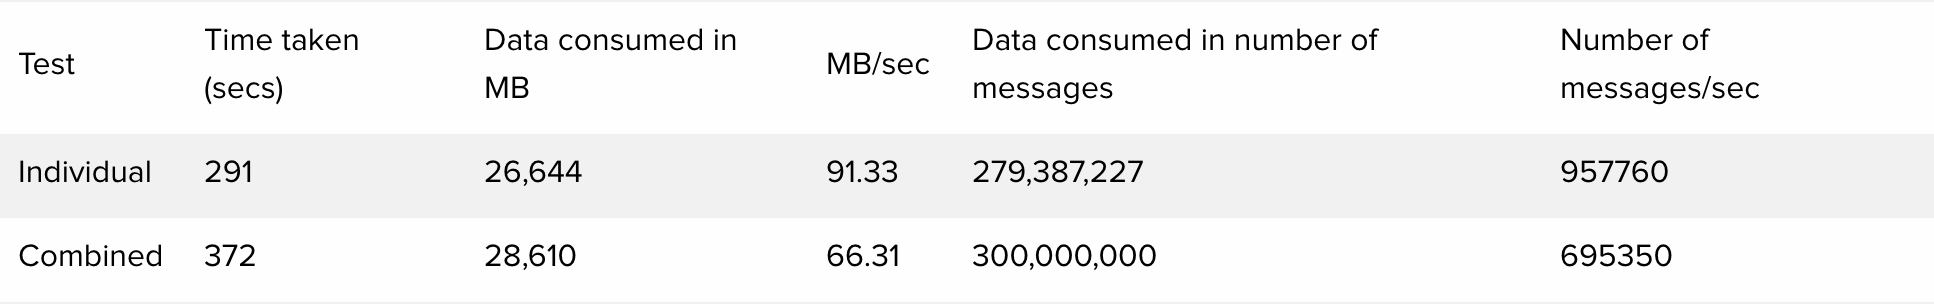 Test Time taken (secs) Data consumed in MB MB/sec Data consumed in number of messages Number of messages/sec
Individual 291 26,644 91.33 279,387,227 957760
Combined 372 28,610 66.31 300,000,000 695350